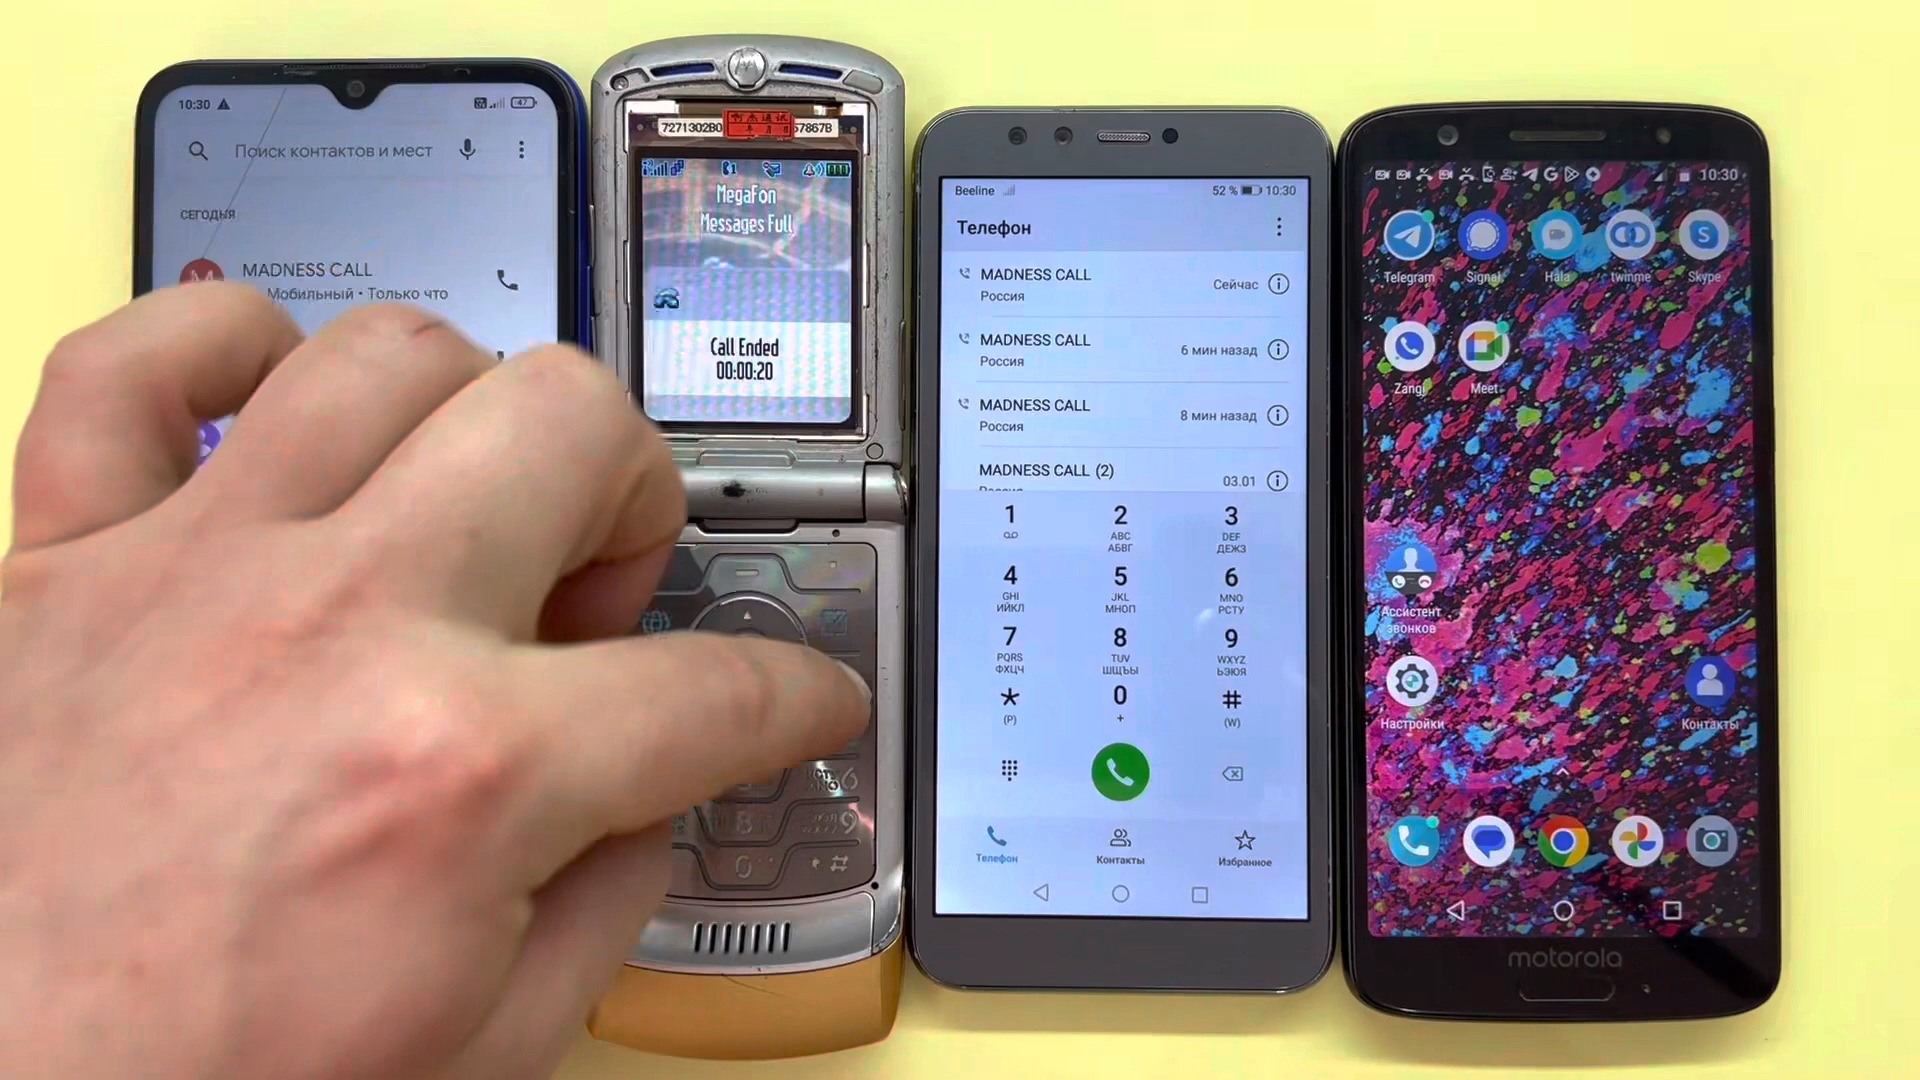 10:30
47
Поиск контактов и мест
СЕГОДНЯ
MADNESS CALL
Мобильный • Только что
7271302B0
57867B
MegaFon
Messages Full
Call Ended
00:00:20
Beeline
52 % 10:30
Телефон
MADNESS CALL
Россия
Сейчас
MADNESS CALL
Россия
6 мин назад
MADNESS CALL
Россия
8 мин назад
MADNESS CALL (2)
Россия
03.01
1
2
ABC
АБВГ
3
DEF
ДЕЖЗ
4
GHI
ИЙКЛ
5
JKL
МНОП
6
MNO
РСТУ
7
PQRS
ФХЦЧ
8
TUV
ШЩЪЫ
9
WXYZ
ЬЭЮЯ
*
(P)
0
+
#
(W)
Телефон
Контакты
Избранное
10:30
Telegram
Signal
Hala
twinme
Skype
Zangi
Meet
Ассистент
звонков
Настройки
Контакты
motorola